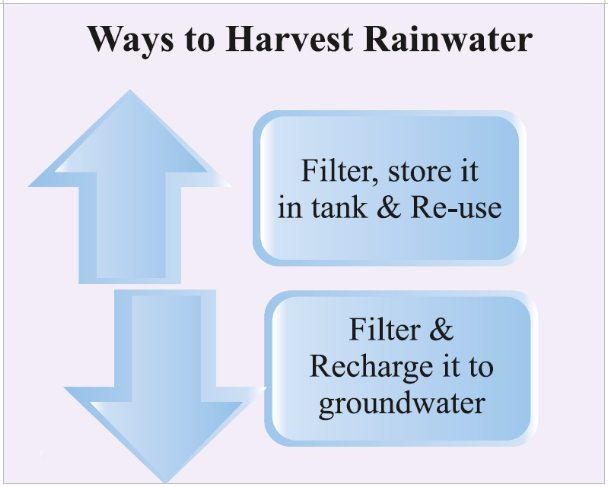 Ways to Harvest Rainwater
Filter, store it
in tank & Re-use
Filter &
Recharge it to
groundwater